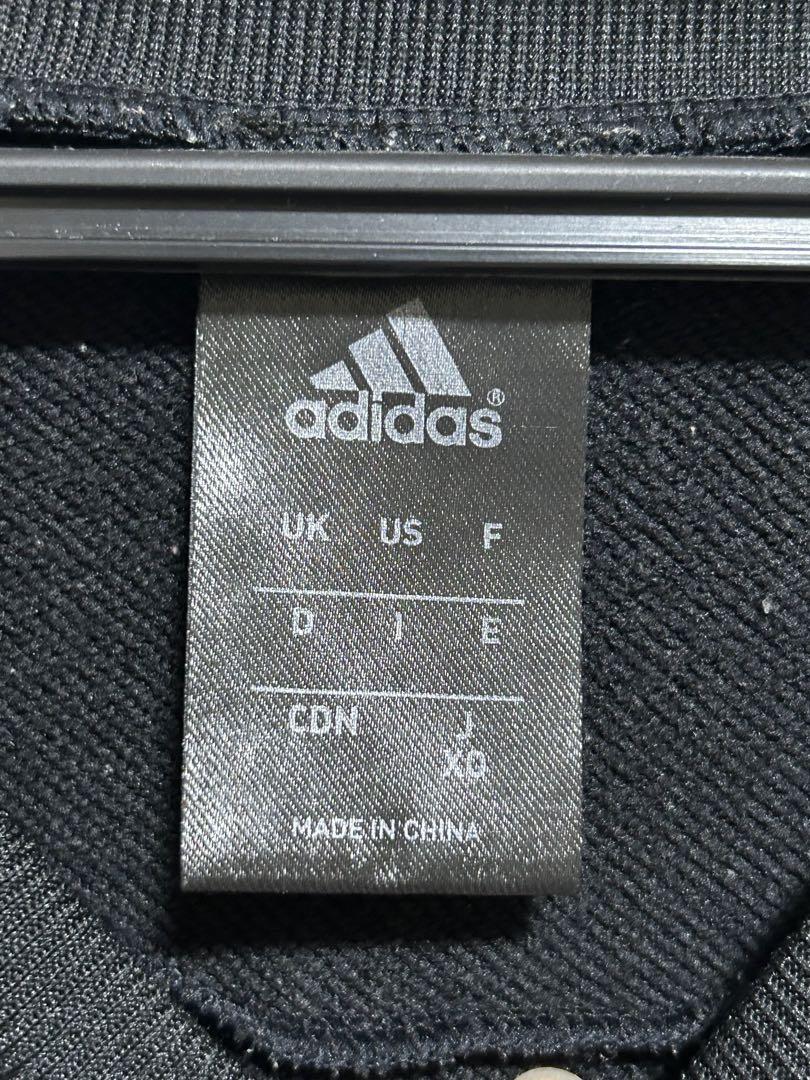 adidas®
UK US F
D I E
CDN J
XO
MADE IN CHINA